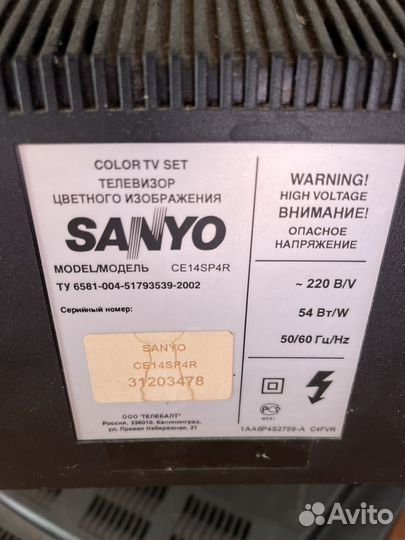 COLOR TV SET
ТЕЛЕВИЗОР
ЦВЕТНОГО ИЗОБРАЖЕНИЯ
SANYO
MODEL/МОДЕЛЬ CE14SP4R
ТУ 6581-004-51793539-2002
Серийный номер:
SANYO
CE14SP4R
31203478
ООО "ТЕЛЕБАЛТ"
Россия, 236010, Калининград,
ул. Правая Набережная, 21
WARNING!
HIGH VOLTAGE
ВНИМАНИЕ!
ОПАСНОЕ
НАПРЯЖЕНИЕ
~ 220 В/V
54 Вт/W
50/60 Гц/Hz
1AA6P4S2759-A C4FVR
Avito